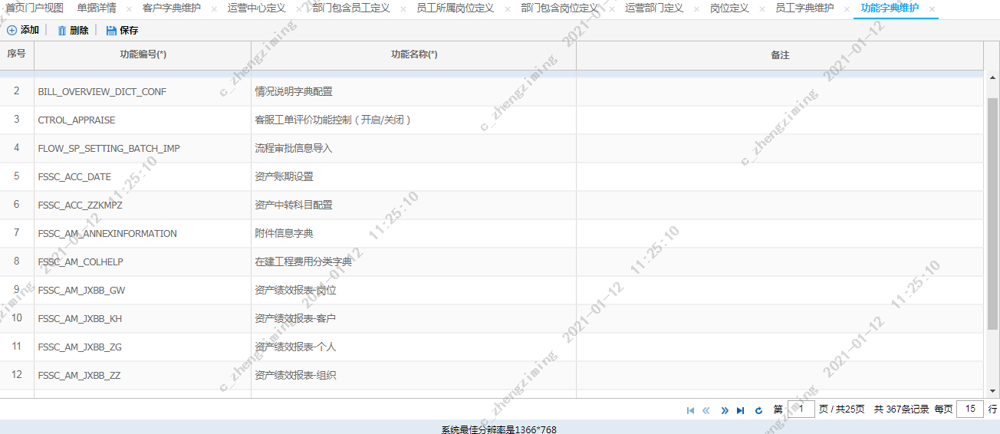 首页门户视图 单据详情 × 客户字典维护 × 运营中心定义 × 部门包含员工定义 × 员工所属岗位定义 × 部门包含岗位定义 × 运营部门定义 × 岗位定义 × 员工字典维护 × 功能字典维护 ×
添加 删除 保存
序号 功能编号(*) 功能名称(*) 备注
2 BILL_OVERVIEW_DICT_CONF 情况说明字典配置
3 CTROL_APPRAISE 客服工单评价功能控制（开启/关闭）
4 FLOW_SP_SETTING_BATCH_IMP 流程审批信息导入
5 FSSC_ACC_DATE 资产账期设置
6 FSSC_ACC_ZZKMPZ 资产中转科目配置
7 FSSC_AM_ANNEXINFORMATION 附件信息字典
8 FSSC_AM_COLHELP 在建工程费用分类字典
9 FSSC_AM_JXBB_GW 资产绩效报表-岗位
10 FSSC_AM_JXBB_KH 资产绩效报表-客户
11 FSSC_AM_JXBB_ZG 资产绩效报表-个人
12 FSSC_AM_JXBB_ZZ 资产绩效报表-组织
第 1 页 / 共25页 共 367条记录 每页 15 行
系统最佳分辨率是1366*768
c_zhengziming 2021-01-12 11:25:10